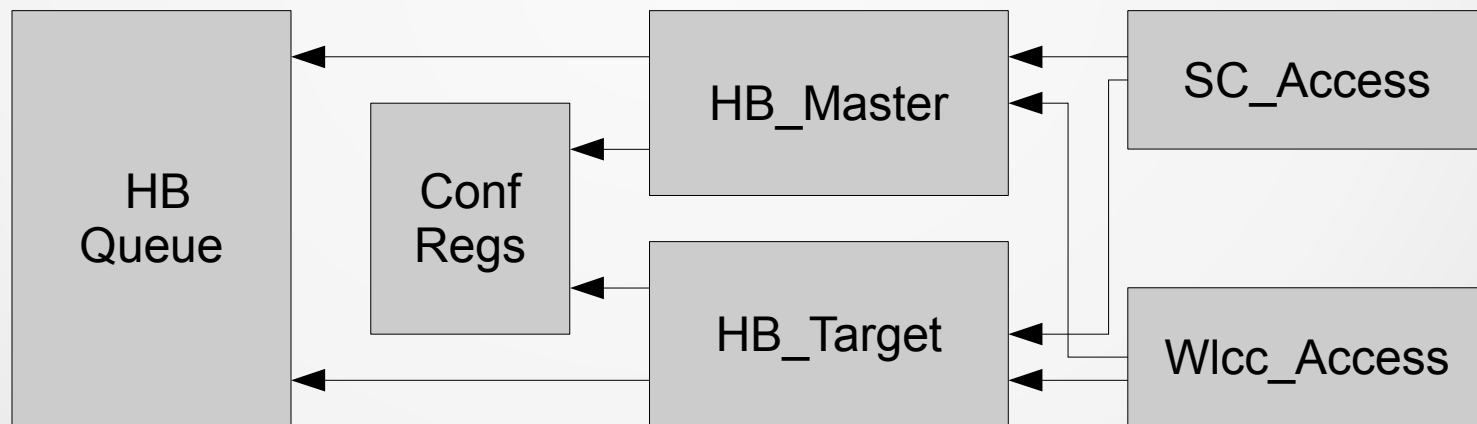 HB
Queue
Conf
Regs
HB_Master
HB_Target
SC_Access
Wlcc_Access